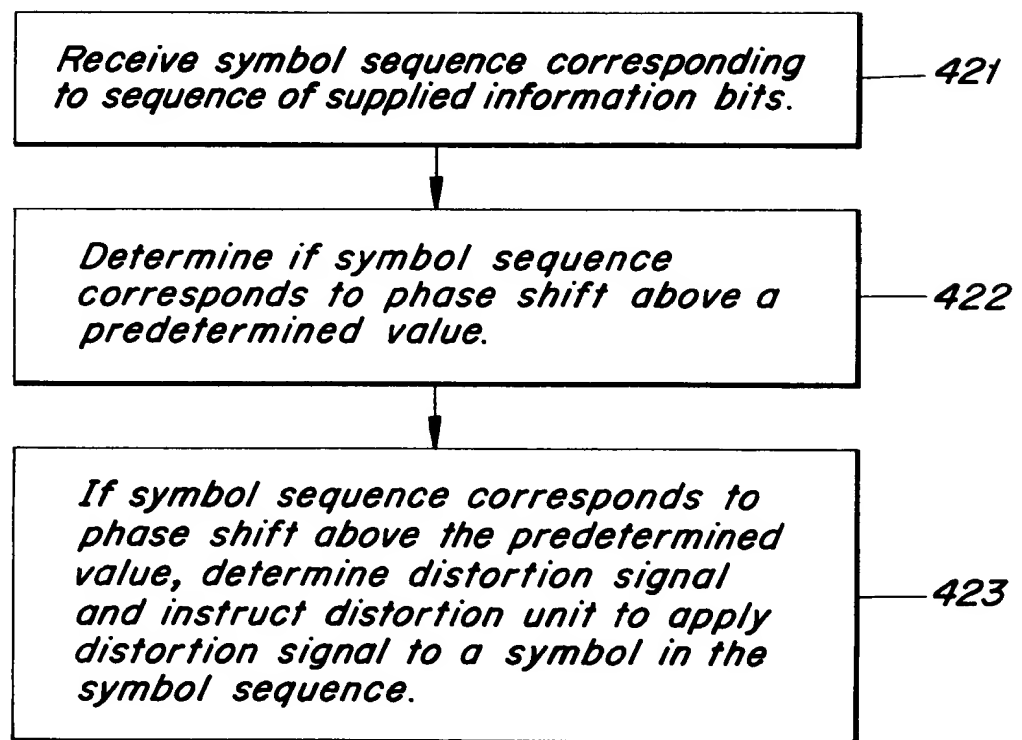 Receive symbol sequence corresponding
to sequence of supplied information bits.
421
Determine if symbol sequence
corresponds to phase shift above a
predetermined value.
422
If symbol sequence corresponds to
phase shift above the predetermined
value, determine distortion signal
and instruct distortion unit to apply
distortion signal to a symbol in the
symbol sequence.
423